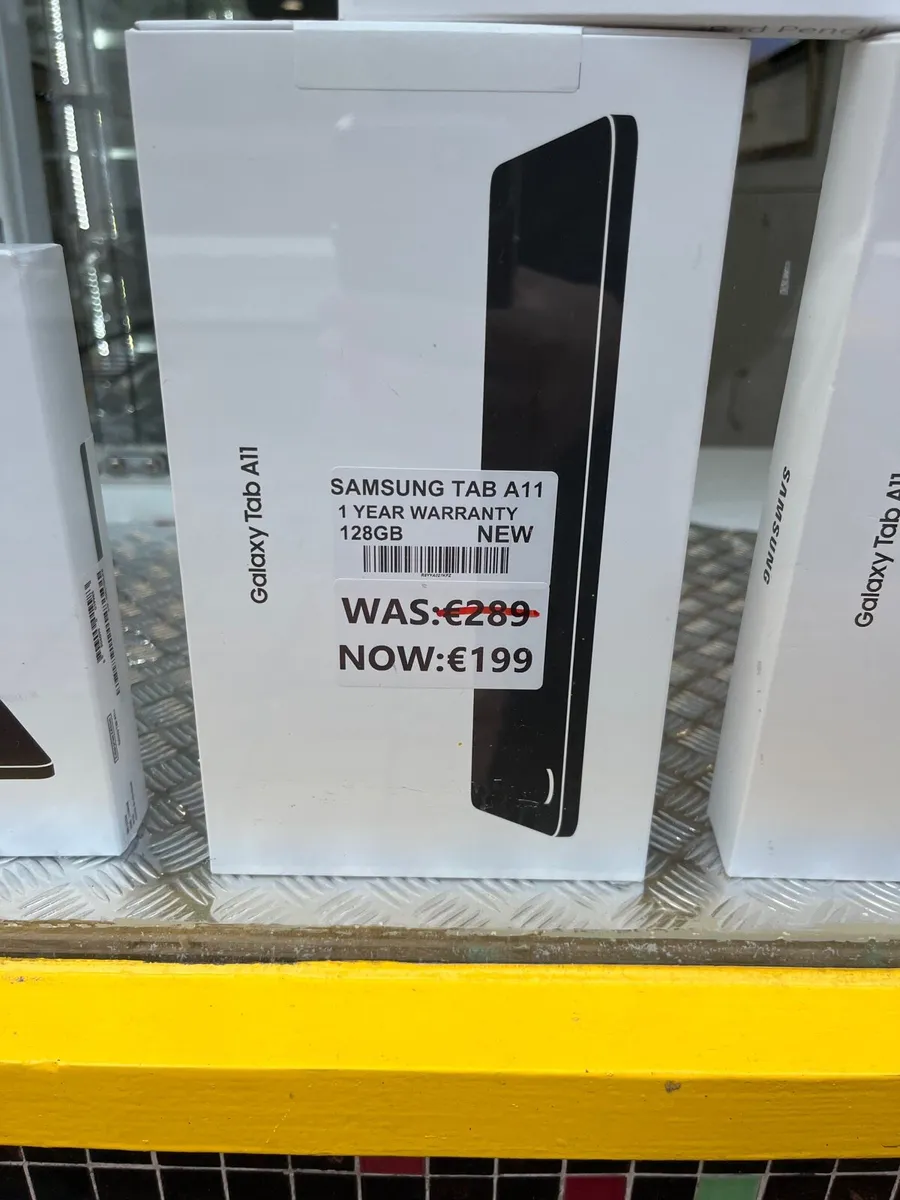 Galaxy Tab A11
SAMSUNG TAB A11
1 YEAR WARRANTY
128GB NEW
WAS:€289
NOW:€199
SAMSUNG
Galaxy Tab A11